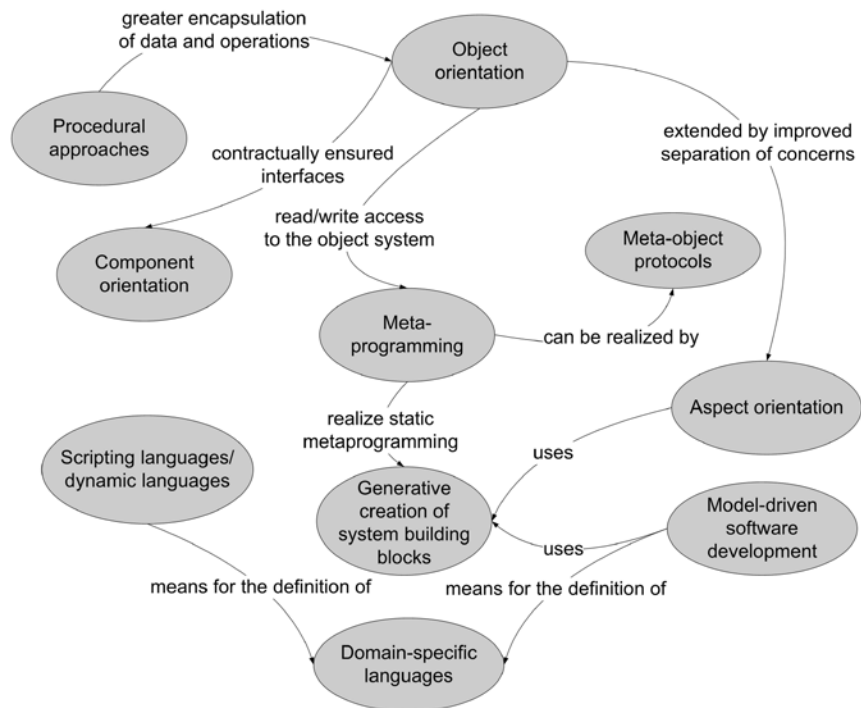 greater encapsulation
of data and operations
Object
orientation
Procedural
approaches
extended by improved
separation of concerns
contractually ensured
interfaces
read/write access
to the object system
Meta-object
protocols
Component
orientation
Meta-
programming
can be realized by
Aspect orientation
realize static
metaprogramming
Scripting languages/
dynamic languages
uses
Generative
creation of
system building
blocks
Model-driven
software
development
uses
means for the definition of
means for the definition of
Domain-specific
languages